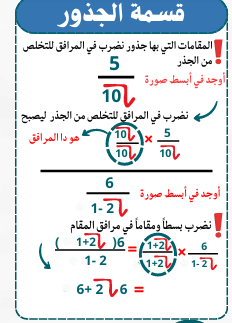 قسمة الجذور
! المقامات التي بها جذور نضرب في المرافق للتخلص
من الجذر
أوجد في أبسط صورة
5
√10
نضرب في المرافق للتخلص من الجذر ليصبح
هو دا المرافق
√10 / √10 × 5 / √10
أوجد في أبسط صورة
6
1- √2
! نضرب بسطاً ومقاماً في مرافق المقام
( 1+√2 )6 / 1- 2 = 1+√2 / 1+√2 × 6 / 1- √2
6+ √2 6 =